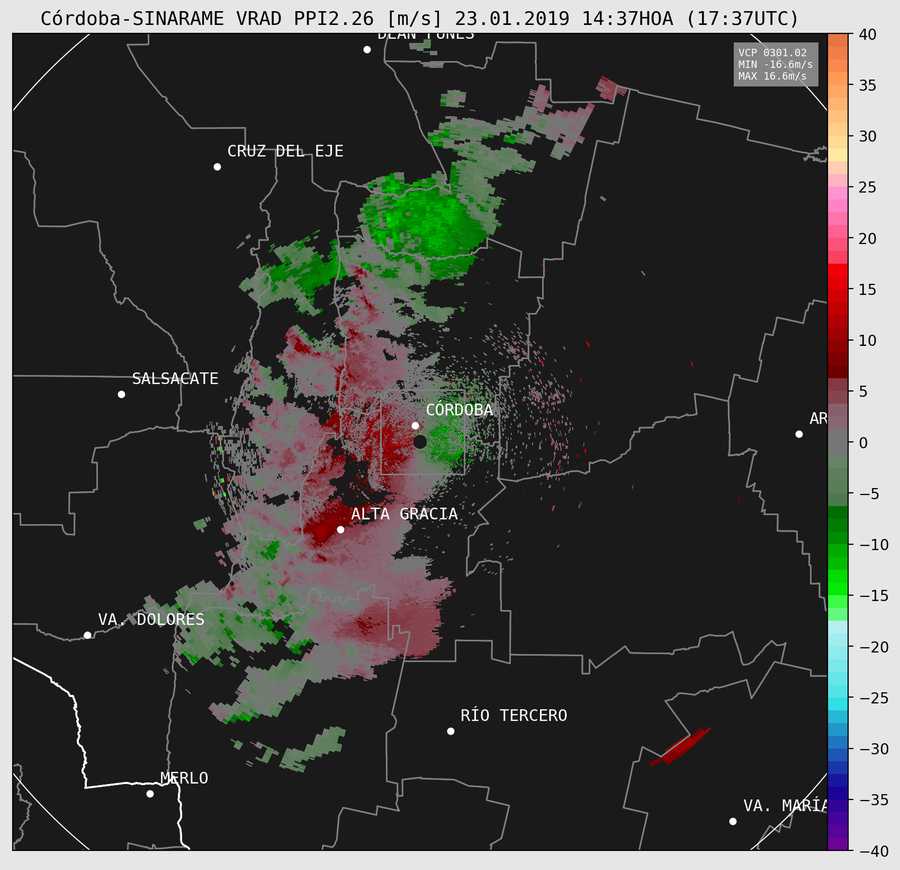 Córdoba-SINARAME VRAD PPI2.26 [m/s] 23.01.2019 14:37HOA (17:37UTC)
DEAN FUNES
VCP 0301.02
MIN -16.6m/s
MAX 16.6m/s
CRUZ DEL EJE
SALSACATE
CÓRDOBA
AR
ALTA GRACIA
VA. DOLORES
RÍO TERCERO
MERLO
VA. MARÍA
40
35
30
25
20
15
10
5
0
−5
−10
−15
−20
−25
−30
−35
−40